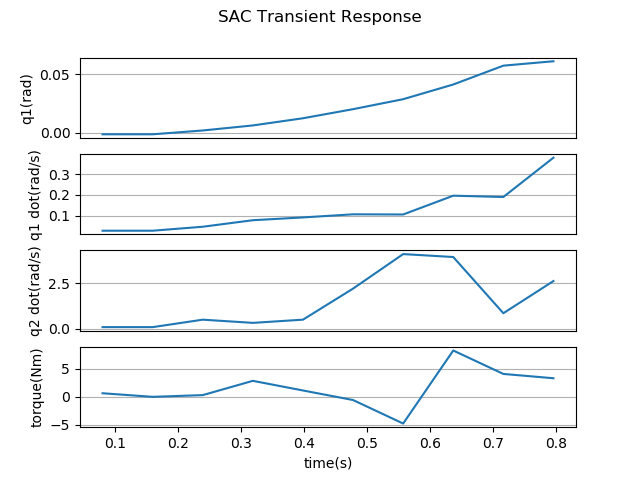 SAC Transient Response
q1(rad)
0.05
0.00
q1 dot(rad/s)
0.3
0.2
0.1
q2 dot(rad/s)
2.5
0.0
torque(Nm)
5
0
−5
0.1 0.2 0.3 0.4 0.5 0.6 0.7 0.8
time(s)